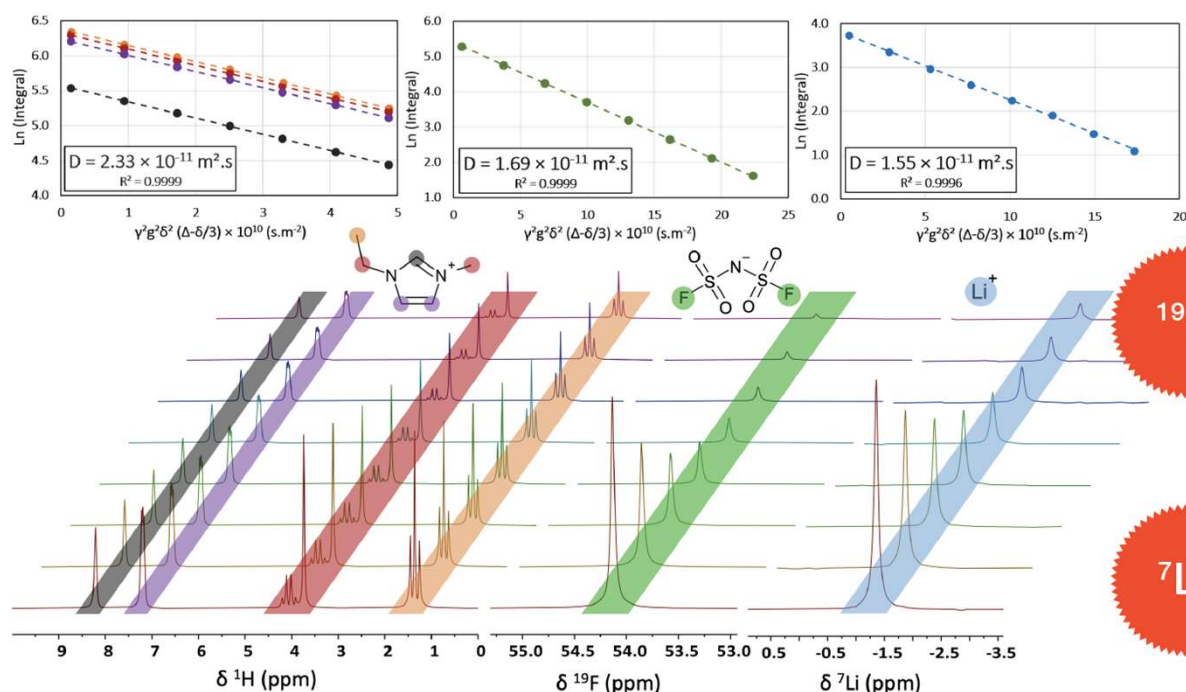 6.5
6.0
5.5
5.0
4.5
4.0
Ln (Integral)
D = 2.33 × 10⁻¹¹ m².s
R² = 0.9999
0 1 2 3 4 5
γ²g²δ² (Δ-δ/3) × 10¹⁰ (s.m⁻²)
6.0
5.0
4.0
3.0
2.0
1.0
Ln (Integral)
D = 1.69 × 10⁻¹¹ m².s
R² = 0.9999
0 5 10 15 20 25
γ²g²δ² (Δ-δ/3) × 10¹⁰ (s.m⁻²)
4.0
3.0
2.0
1.0
0.0
Ln (Integral)
D = 1.55 × 10⁻¹¹ m².s
R² = 0.9996
0 5 10 15 20
γ²g²δ² (Δ-δ/3) × 10¹⁰ (s.m⁻²)
N N +
O O
S N⁻ S
F O O F
Li⁺
19
⁷L
9 8 7 6 5 4 3 2 1 0
δ ¹H (ppm)
55.0 54.5 54.0 53.5 53.0
δ ¹⁹F (ppm)
0.5 -0.5 -1.5 -2.5 -3.5
δ ⁷Li (ppm)